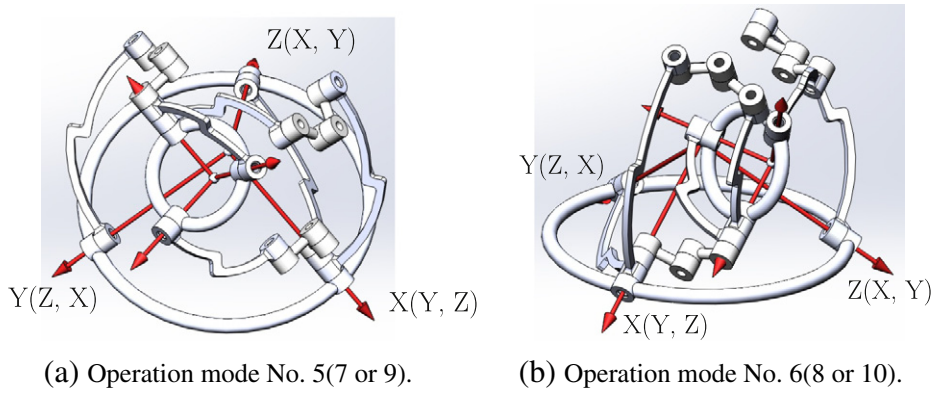 Z(X, Y)
Y(Z, X)
X(Y, Z)
(a) Operation mode No. 5(7 or 9).
Y(Z, X)
Z(X, Y)
X(Y, Z)
(b) Operation mode No. 6(8 or 10).